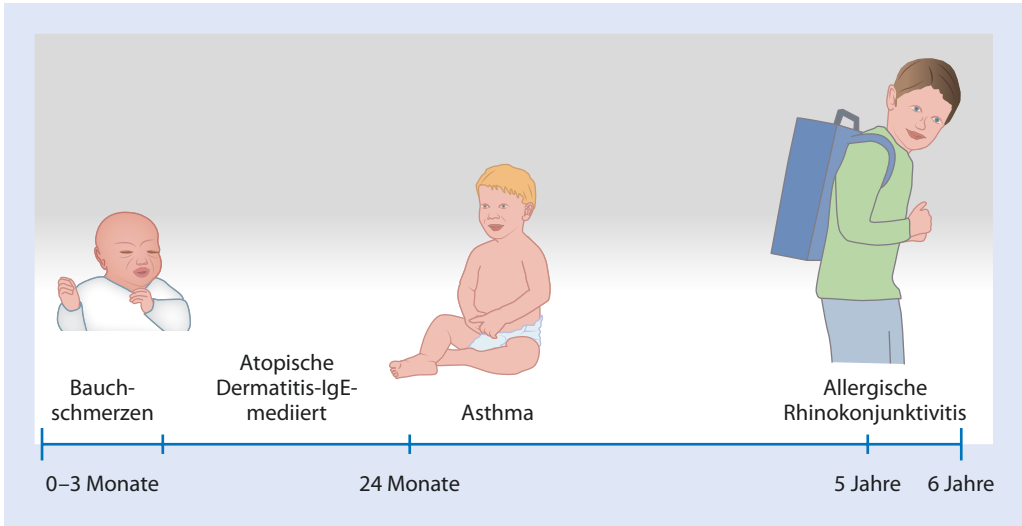 Bauch-
schmerzen
Atopische
Dermatitis-IgE-
mediiert
Asthma
Allergische
Rhinokonjunktivitis
0–3 Monate
24 Monate
5 Jahre
6 Jahre